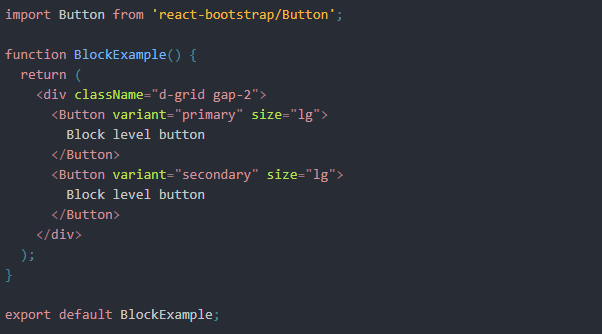 import Button from 'react-bootstrap/Button';

function BlockExample() {
  return (
    <div className="d-grid gap-2">
      <Button variant="primary" size="lg">
        Block level button
      </Button>
      <Button variant="secondary" size="lg">
        Block level button
      </Button>
    </div>
  );
}

export default BlockExample;